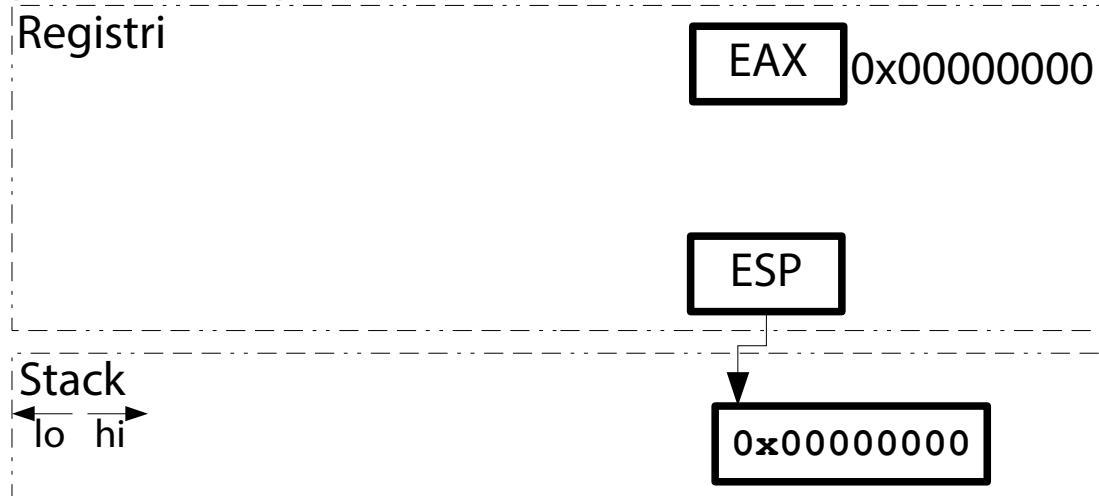 Registri
EAX 0x00000000
ESP
Stack
lo hi
0x00000000